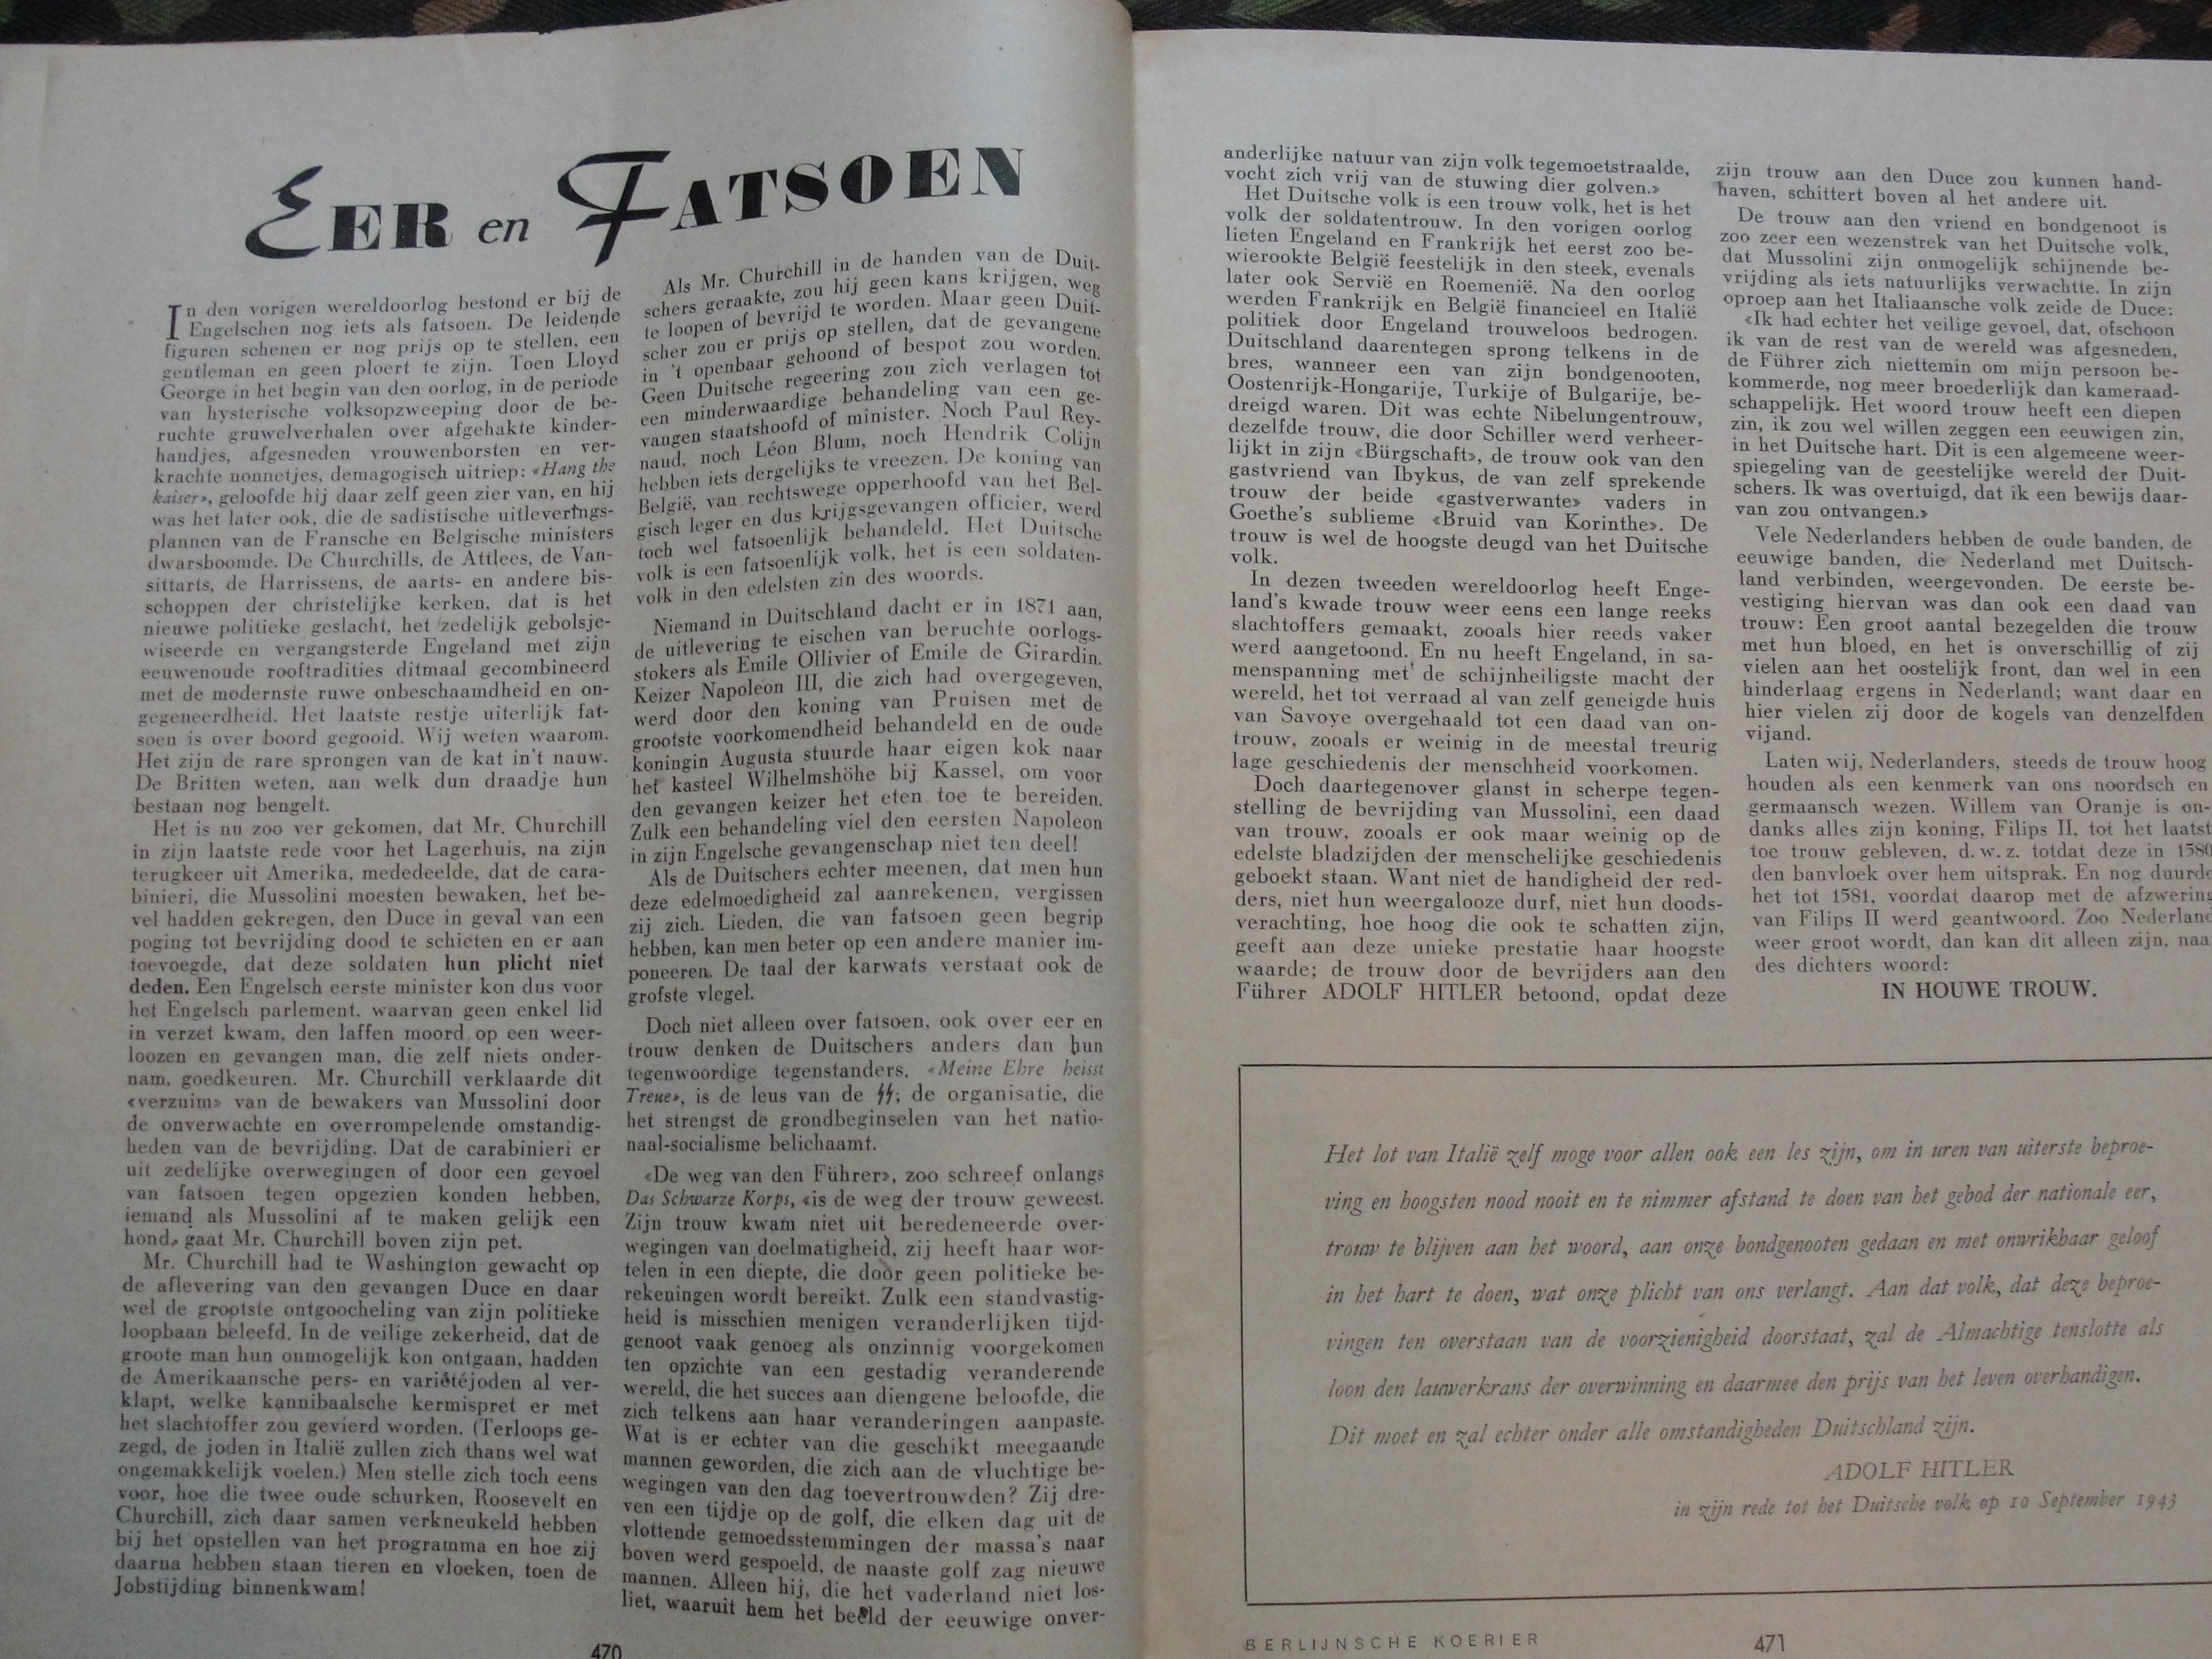 EER en FATSOEN
In den vorigen wereldoorlog bestond er bij de
Engelschen nog iets als fatsoen. De leidende
figuren schenen er nog prijs op te stellen, een
gentleman en geen ploert te zijn. Toen Lloyd
George in het begin van den oorlog, in de periode
van hysterische volksopzweeping door de be-
ruchte gruwelverhalen over afgehakte kinder-
handjes, afgesneden vrouwenborsten en ver-
krachte nonnetjes, demagogisch uitriep: «Hang the
kaiser», geloofde hij daar zelf geen zier van, en hij
was het later ook, die de sadistische uitleverings-
plannen van de Fransche en Belgische ministers
dwarsboomde. De Churchills, de Attlees, de Van-
sittarts, de Harrissens, de aarts- en andere bis-
schoppen der christelijke kerken, dat is het
nieuwe politieke geslacht, het zedelijk gebolsje-
wiseerde en vergangsterde Engeland met zijn
eeuwenoude rooftradities ditmaal gecombineerd
met de modernste ruwe onbeschaamdheid en on-
gegeneerdheid. Het laatste restje uiterlijk fat-
soen is over boord gegooid. Wij weten waarom.
Het zijn de rare sprongen van de kat in't nauw.
De Britten weten, aan welk dun draadje hun
bestaan nog bengelt.
Het is nu zoo ver gekomen, dat Mr. Churchill
in zijn laatste rede voor het Lagerhuis, na zijn
terugkeer uit Amerika, mededeelde, dat de cara-
binieri, die Mussolini moesten bewaken, het be-
vel hadden gekregen, den Duce in geval van een
poging tot bevrijding dood te schieten en er aan
toevoegde, dat deze soldaten hun plicht niet
deden. Een Engelsch eerste minister kon dus voor
het Engelsch parlement, waarvan geen enkel lid
in verzet kwam, den laffen moord op een weer-
loozen en gevangen man, die zelf niets onder-
nam, goedkeuren. Mr. Churchill verklaarde dit
«verzuim» van de bewakers van Mussolini door
de onverwachte en overrompelende omstandig-
heden van de bevrijding. Dat de carabinieri er
uit zedelijke overwegingen of door een gevoel
van fatsoen tegen opgezien konden hebben,
iemand als Mussolini af te maken gelijk een
hond, gaat Mr. Churchill boven zijn pet.
Mr. Churchill had te Washington gewacht op
de aflevering van den gevangen Duce en daar
wel de grootste ontgoocheling van zijn politieke
loopbaan beleefd. In de veilige zekerheid, dat de
groote man hun onmogelijk kon ontgaan, hadden
de Amerikaansche pers- en variétéjoden al ver-
klapt, welke kannibaalsche kermispret er met
het slachtoffer zou gevierd worden. (Terloops ge-
zegd, de joden in Italië zullen zich thans wel wat
ongemakkelijk voelen.) Men stelle zich toch eens
voor, hoe die twee oude schurken, Roosevelt en
Churchill, zich daar samen verkneukeld hebben
bij het opstellen van het programma en hoe zij
daarna hebben staan tieren en vloeken, toen de
Jobstijding binnenkwam!
Als Mr. Churchill in de handen van de Duit-
schers geraakte, zou hij geen kans krijgen, weg
te loopen of bevrijd te worden. Maar geen Duit-
scher zou er prijs op stellen, dat de gevangene
in 't openbaar gehoond of bespot zou worden.
Geen Duitsche regeering zou zich verlagen tot
een minderwaardige behandeling van een ge-
vangen staatshoofd of minister. Noch Paul Rey-
naud, noch Léon Blum, noch Hendrik Colijn
hebben iets dergelijks te vreezen. De koning van
België, van rechtswege opperhoofd van het Bel-
gisch leger en dus krijgsgevangen officier, werd
toch wel fatsoenlijk behandeld. Het Duitsche
volk is een fatsoenlijk volk, het is een soldaten-
volk in den edelsten zin des woords.
Niemand in Duitschland dacht er in 1871 aan,
de uitlevering te eischen van beruchte oorlogs-
stokers als Emile Ollivier of Emile de Girardin.
Keizer Napoleon III, die zich had overgegeven,
werd door den koning van Pruisen met de
grootste voorkomendheid behandeld en de oude
koningin Augusta stuurde haar eigen kok naar
het kasteel Wilhelmshöhe bij Kassel, om voor
den gevangen keizer het eten toe te bereiden.
Zulk een behandeling viel den eersten Napoleon
in zijn Engelsche gevangenschap niet ten deel!
Als de Duitschers echter meenen, dat men hun
deze edelmoedigheid zal aanrekenen, vergissen
zij zich. Lieden, die van fatsoen geen begrip
hebben, kan men beter op een andere manier im-
poneeren. De taal der karwats verstaat ook de
grofste vlegel.
Doch niet alleen over fatsoen, ook over eer en
trouw denken de Duitschers anders dan hun
tegenwoordige tegenstanders. «Meine Ehre heisst
Treue», is de leus van de ᛋᛋ; de organisatie, die
het strengst de grondbeginselen van het natio-
naal-socialisme belichaamt.
«De weg van den Führer», zoo schreef onlangs
Das Schwarze Korps, «is de weg der trouw geweest.
Zijn trouw kwam niet uit beredeneerde over-
wegingen van doelmatigheid, zij heeft haar wor-
telen in een diepte, die door geen politieke be-
rekeningen wordt bereikt. Zulk een standvastig-
heid is misschien menigen veranderlijken tijd-
genoot vaak genoeg als onzinnig voorgekomen
ten opzichte van een gestadig veranderende
wereld, die het succes aan diengene beloofde, die
zich telkens aan haar veranderingen aanpaste.
Wat is er echter van die geschikt meegaande
mannen geworden, die zich aan de vluchtige be-
wegingen van den dag toevertrouwden? Zij dre-
ven een tijdje op de golf, die elken dag uit de
vlottende gemoedsstemmingen der massa's naar
boven werd gespoeld, de naaste golf zag nieuwe
mannen. Alleen hij, die het vaderland niet los-
liet, waaruit hem het beeld der eeuwige onver-
470
anderlijke natuur van zijn volk tegemoetstraalde,
vocht zich vrij van de stuwing dier golven.»
Het Duitsche volk is een trouw volk, het is het
volk der soldatentrouw. In den vorigen oorlog
lieten Engeland en Frankrijk het eerst zoo be-
wierookte België feestelijk in den steek, evenals
later ook Servië en Roemenië. Na den oorlog
werden Frankrijk en België financieel en Italië
politiek door Engeland trouweloos bedrogen.
Duitschland daarentegen sprong telkens in de
bres, wanneer een van zijn bondgenooten,
Oostenrijk-Hongarije, Turkije of Bulgarije, be-
dreigd waren. Dit was echte Nibelungentrouw,
dezelfde trouw, die door Schiller werd verheer-
lijkt in zijn «Bürgschaft», de trouw ook van den
gastvriend van Ibykus, de van zelf sprekende
trouw der beide «gastverwante» vaders in
Goethe's sublieme «Bruid van Korinthe». De
trouw is wel de hoogste deugd van het Duitsche
volk.
In dezen tweeden wereldoorlog heeft Enge-
land's kwade trouw weer eens een lange reeks
slachtoffers gemaakt, zooals hier reeds vaker
werd aangetoond. En nu heeft Engeland, in sa-
menspanning met de schijnheiligste macht der
wereld, het tot verraad al van zelf geneigde huis
van Savoye overgehaald tot een daad van on-
trouw, zooals er weinig in de meestal treurig
lage geschiedenis der menschheid voorkomen.
Doch daartegenover glanst in scherpe tegen-
stelling de bevrijding van Mussolini, een daad
van trouw, zooals er ook maar weinig op de
edelste bladzijden der menschelijke geschiedenis
geboekt staan. Want niet de handigheid der red-
ders, niet hun weergalooze durf, niet hun doods-
verachting, hoe hoog die ook te schatten zijn,
geeft aan deze unieke prestatie haar hoogste
waarde; de trouw door de bevrijders aan den
Führer ADOLF HITLER betoond, opdat deze
zijn trouw aan den Duce zou kunnen hand-
haven, schittert boven al het andere uit.
De trouw aan den vriend en bondgenoot is
zoo zeer een wezenstrek van het Duitsche volk,
dat Mussolini zijn onmogelijk schijnende be-
vrijding als iets natuurlijks verwachtte. In zijn
oproep aan het Italiaansche volk zeide de Duce:
«Ik had echter het veilige gevoel, dat, ofschoon
ik van de rest van de wereld was afgesneden,
de Führer zich niettemin om mijn persoon be-
kommerde, nog meer broederlijk dan kameraad-
schappelijk. Het woord trouw heeft een diepen
zin, ik zou wel willen zeggen een eeuwigen zin,
in het Duitsche hart. Dit is een algemeene weer-
spiegeling van de geestelijke wereld der Duit-
schers. Ik was overtuigd, dat ik een bewijs daar-
van zou ontvangen.»
Vele Nederlanders hebben de oude banden, de
eeuwige banden, die Nederland met Duitsch-
land verbinden, weergevonden. De eerste be-
vestiging hiervan was dan ook een daad van
trouw: Een groot aantal bezegelden die trouw
met hun bloed, en het is onverschillig of zij
vielen aan het oostelijk front, dan wel in een
hinderlaag ergens in Nederland; want daar en
hier vielen zij door de kogels van denzelfden
vijand.
Laten wij, Nederlanders, steeds de trouw hoog
houden als een kenmerk van ons noordsch en
germaansch wezen. Willem van Oranje is on-
danks alles zijn koning, Filips II, tot het laatst
toe trouw gebleven, d. w. z. totdat deze in 1580
den banvloek over hem uitsprak. En nog duurde
het tot 1581, voordat daarop met de afzwering
van Filips II werd geantwoord. Zoo Nederland
weer groot wordt, dan kan dit alleen zijn, naa
des dichters woord:
IN HOUWE TROUW.
Het lot van Italië zelf moge voor allen ook een les zijn, om in uren van uiterste beproe-
ving en hoogsten nood nooit en te nimmer afstand te doen van het gebod der nationale eer,
trouw te blijven aan het woord, aan onze bondgenooten gedaan en met onwrikbaar geloof
in het hart te doen, wat onze plicht van ons verlangt. Aan dat volk, dat deze beproe-
vingen ten overstaan van de voorzienigheid doorstaat, zal de Almachtige tenslotte als
loon den lauwerkrans der overwinning en daarmee den prijs van het leven overhandigen.
Dit moet en zal echter onder alle omstandigheden Duitschland zijn.
ADOLF HITLER
in zijn rede tot het Duitsche volk op 10 September 1943
BERLIJNSCHE KOERIER
471